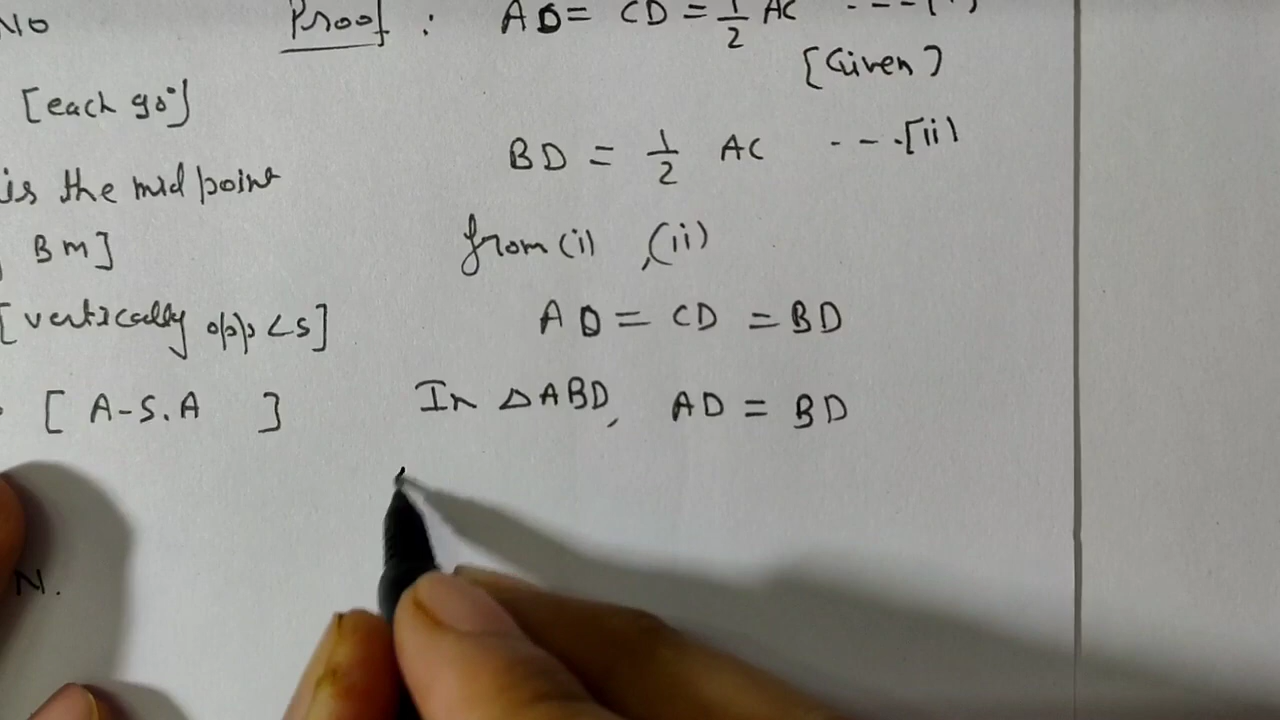 NO
[each 90°]
is the mid point
BM]
[vertically opp <s]
[A-S.A ]
N.
Proof : AD = CD = 1/2 AC
[Given]
BD = 1/2 AC ---.[ii)
from (i) ,(ii)
AD = CD = BD
In △ABD, AD = BD